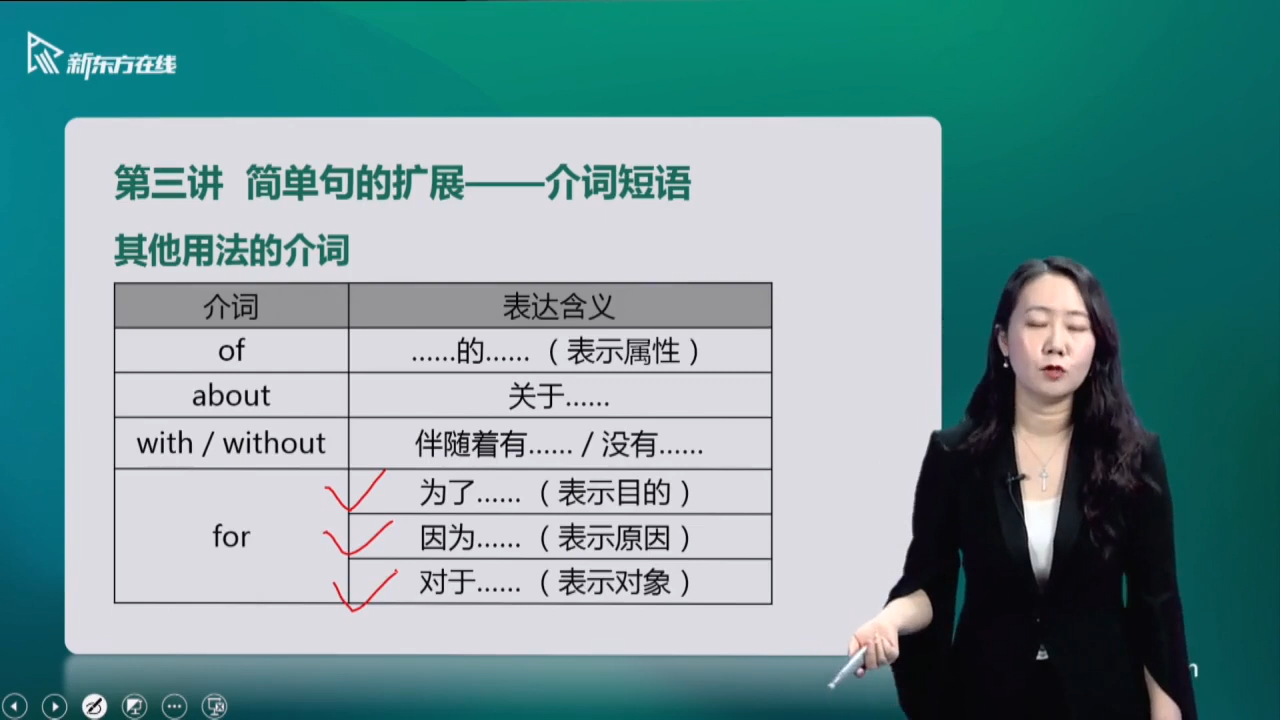 新东方在线
第三讲 简单句的扩展——介词短语
其他用法的介词
介词 表达含义
of ……的……（表示属性）
about 关于……
with / without 伴随着有…… / 没有……
for 为了……（表示目的）
因为……（表示原因）
对于……（表示对象）